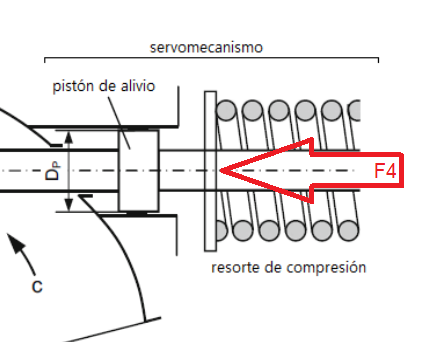 servomecanismo
pistón de alivio
DP
F4
resorte de compresión
C